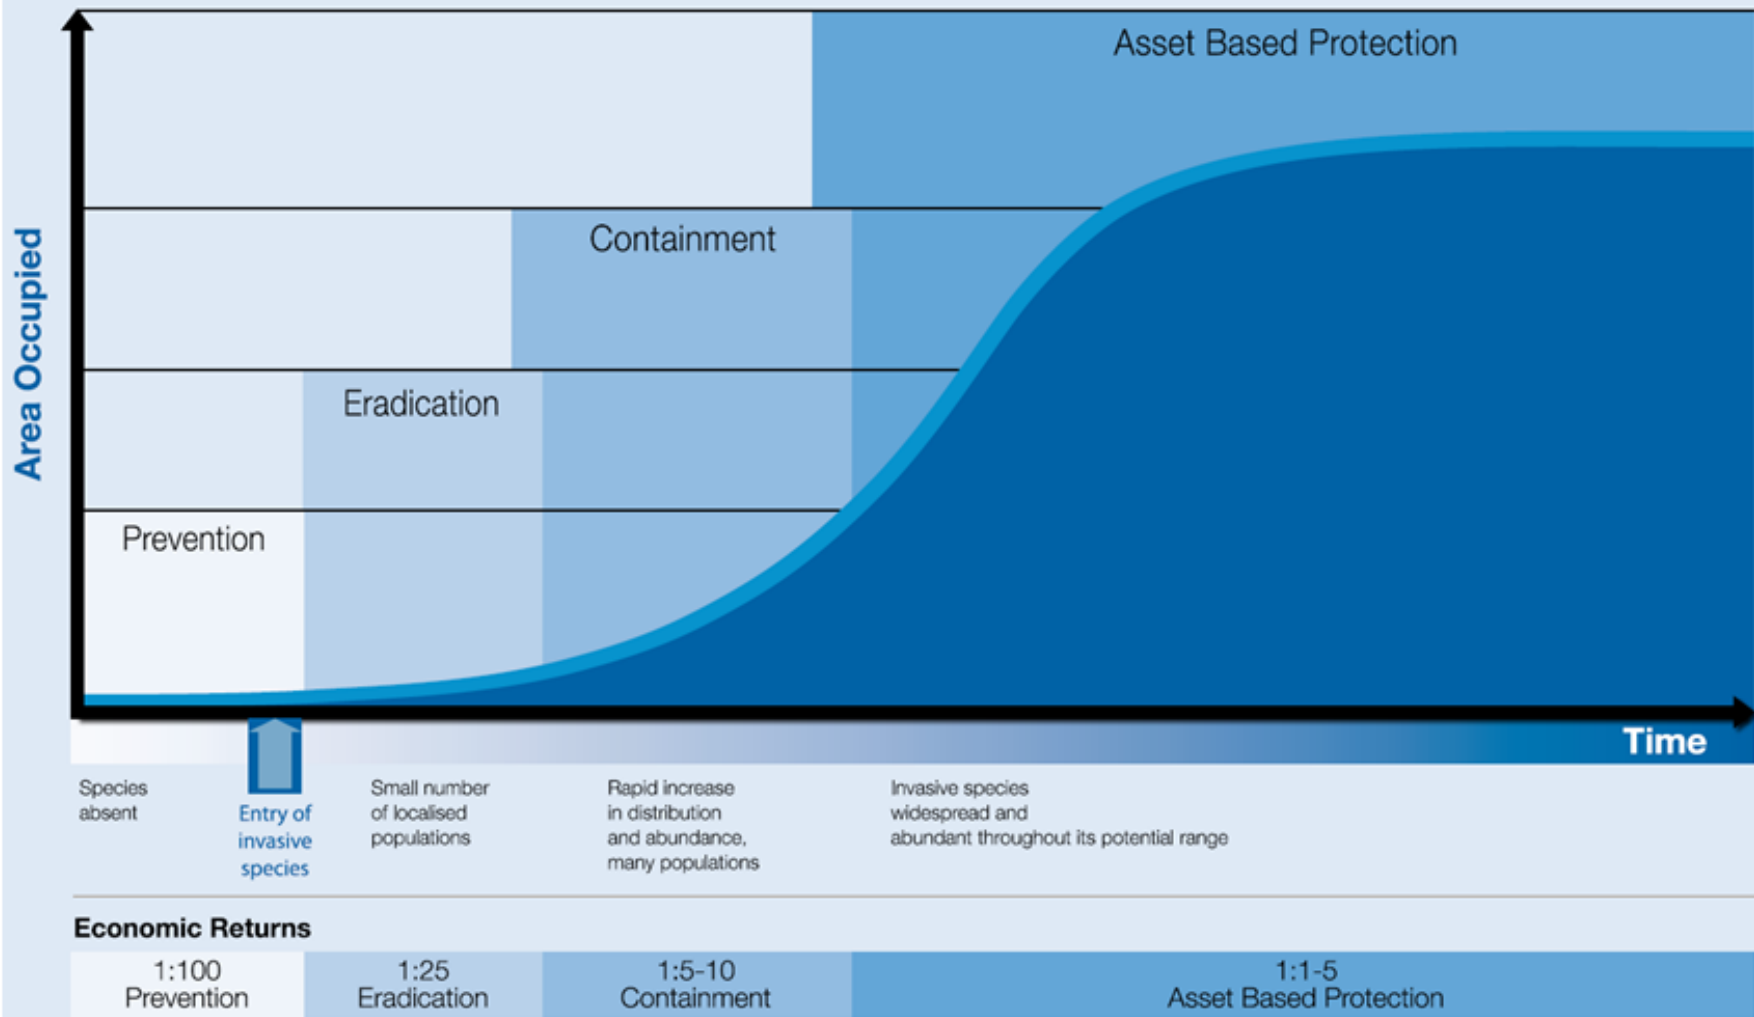 Asset Based Protection
Containment
Eradication
Prevention
Area Occupied
Time
Species
absent
Entry of
invasive
species
Small number
of localised
populations
Rapid increase
in distribution
and abundance,
many populations
Invasive species
widespread and
abundant throughout its potential range
Economic Returns
1:100
Prevention
1:25
Eradication
1:5-10
Containment
1:1-5
Asset Based Protection